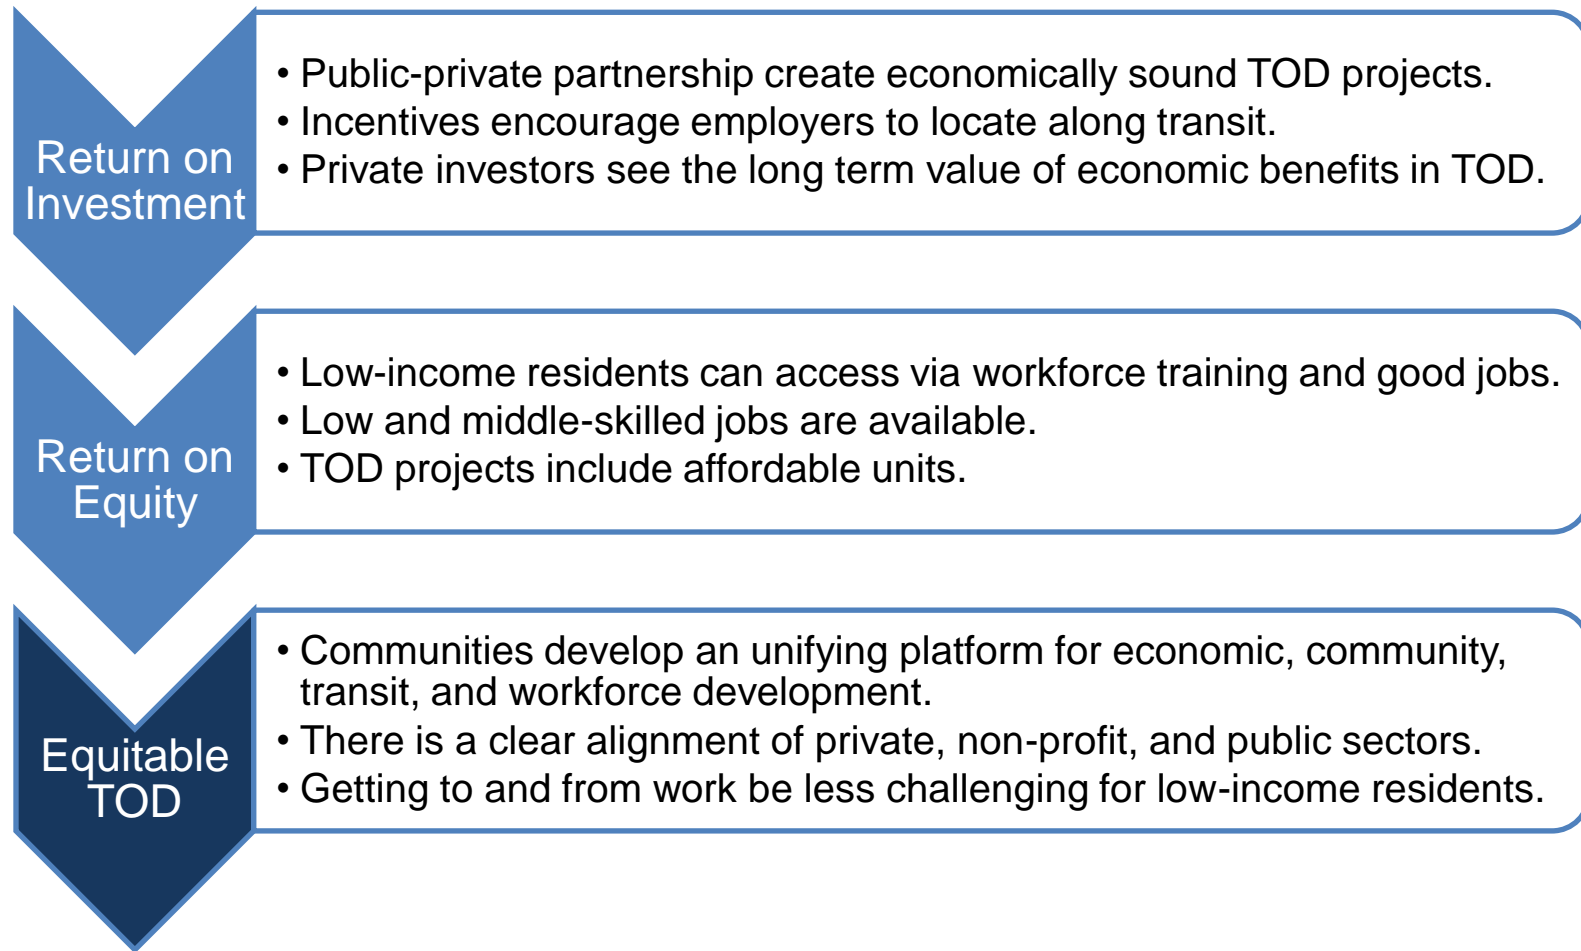 Return on
Investment
• Public-private partnership create economically sound TOD projects.
• Incentives encourage employers to locate along transit.
• Private investors see the long term value of economic benefits in TOD.
Return on
Equity
• Low-income residents can access via workforce training and good jobs.
• Low and middle-skilled jobs are available.
• TOD projects include affordable units.
Equitable
TOD
• Communities develop an unifying platform for economic, community,
transit, and workforce development.
• There is a clear alignment of private, non-profit, and public sectors.
• Getting to and from work be less challenging for low-income residents.